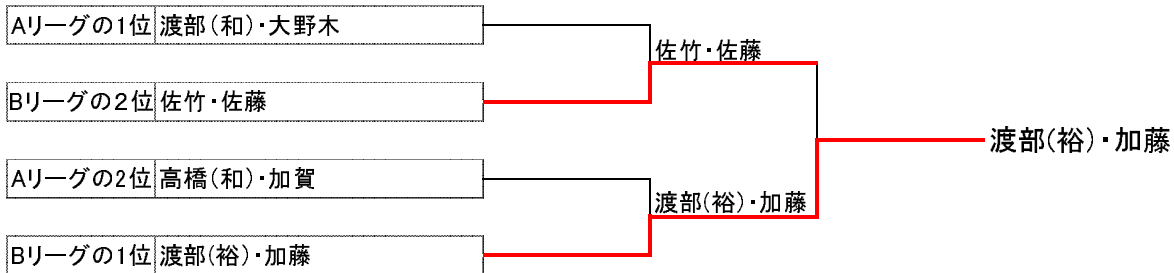 Aリーグの1位 渡部(和)・大野木
佐竹・佐藤
Bリーグの2位 佐竹・佐藤
渡部(裕)・加藤
Aリーグの2位 高橋(和)・加賀
渡部(裕)・加藤
Bリーグの1位 渡部(裕)・加藤